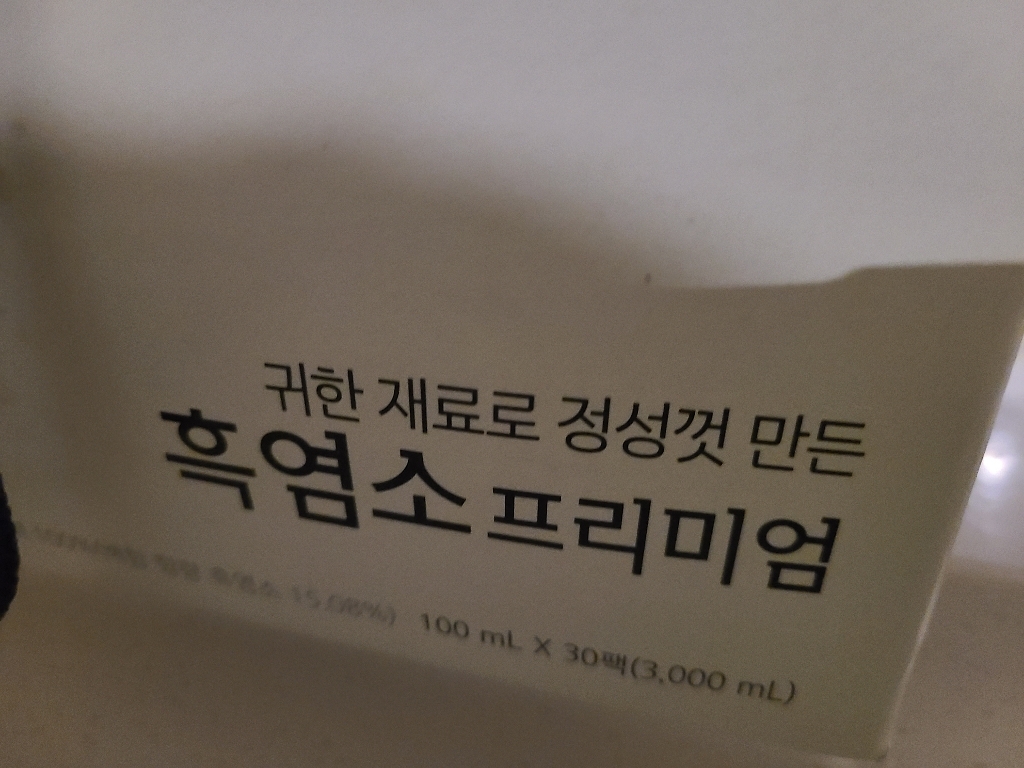 귀한 재료로 정성껏 만든
흑염소 프리미엄
15.08%) 100 mL X 30팩(3,000 mL)